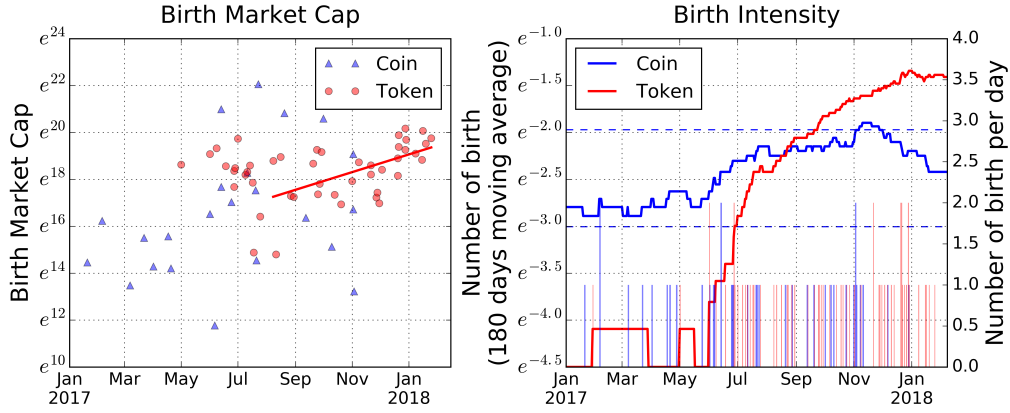 Birth Market Cap
Birth Market Cap
e^24
e^22
e^20
e^18
e^16
e^14
e^12
e^10
Coin
Token
Jan
2017
Mar
May
Jul
Sep
Nov
Jan
2018
Birth Intensity
Number of birth
(180 days moving average)
e^−1.0
e^−1.5
e^−2.0
e^−2.5
e^−3.0
e^−3.5
e^−4.0
e^−4.5
Coin
Token
4.0
3.5
3.0
2.5
2.0
1.5
1.0
0.5
0.0
Number of birth per day
Jan
2017
Mar
May
Jul
Sep
Nov
Jan
2018